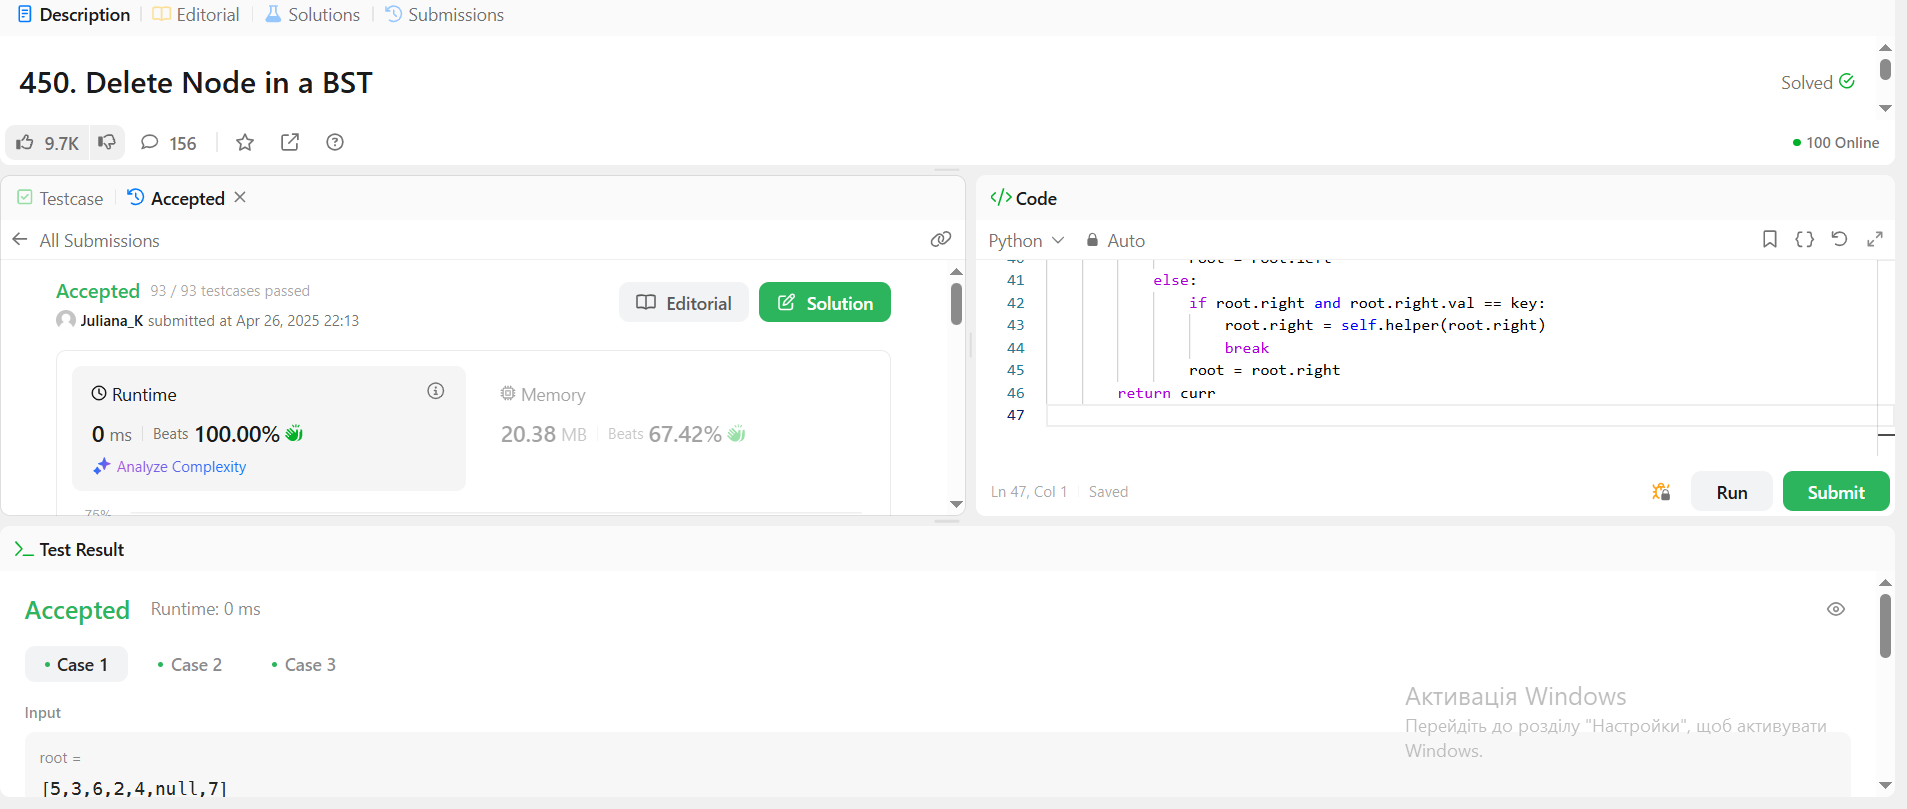 Description Editorial Solutions Submissions
450. Delete Node in a BST
Solved
9.7K 156
100 Online
Testcase Accepted
All Submissions
Accepted 93 / 93 testcases passed
Juliana_K submitted at Apr 26, 2025 22:13
Editorial Solution
Runtime
0 ms Beats 100.00%
Analyze Complexity
Memory
20.38 MB Beats 67.42%
75%
</> Code
Python Auto
40 root = root.left
41 else:
42 if root.right and root.right.val == key:
43 root.right = self.helper(root.right)
44 break
45 root = root.right
46 return curr
47
Ln 47, Col 1 Saved
Run Submit
Test Result
Accepted Runtime: 0 ms
Case 1 Case 2 Case 3
Input
root =
[5,3,6,2,4,null,7]
Активація Windows
Перейдіть до розділу "Настройки", щоб активувати
Windows.